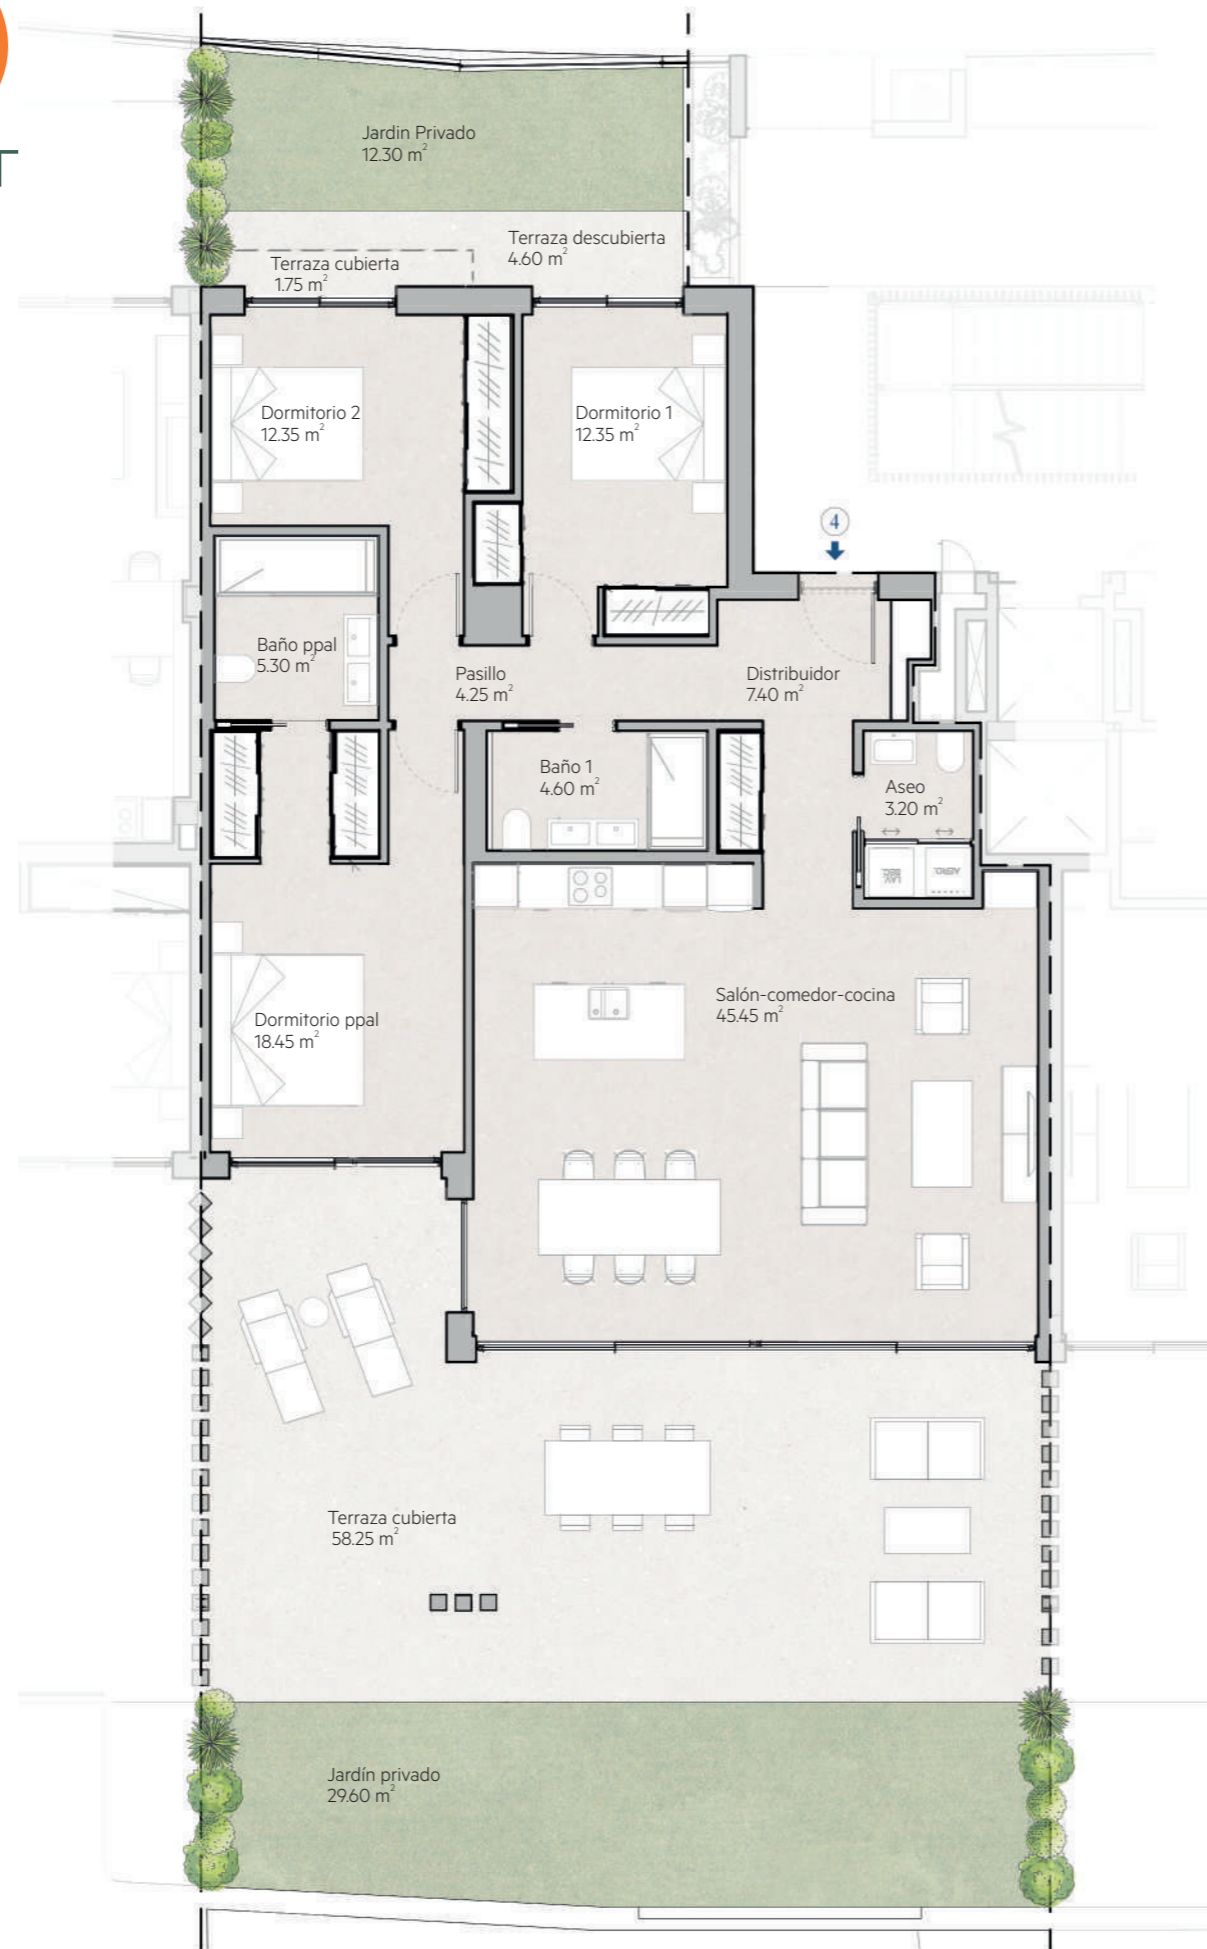 T
Jardin Privado
12.30 m²
Terraza descubierta
4.60 m²
Terraza cubierta
1.75 m²
Dormitorio 2
12.35 m²
Dormitorio 1
12.35 m²
4
Baño ppal
5.30 m²
Pasillo
4.25 m²
Distribuidor
7.40 m²
Baño 1
4.60 m²
Aseo
3.20 m²
LAV.
SEC.
AERO.
Salón-comedor-cocina
45.45 m²
Dormitorio ppal
18.45 m²
Terraza cubierta
58.25 m²
Jardín privado
29.60 m²